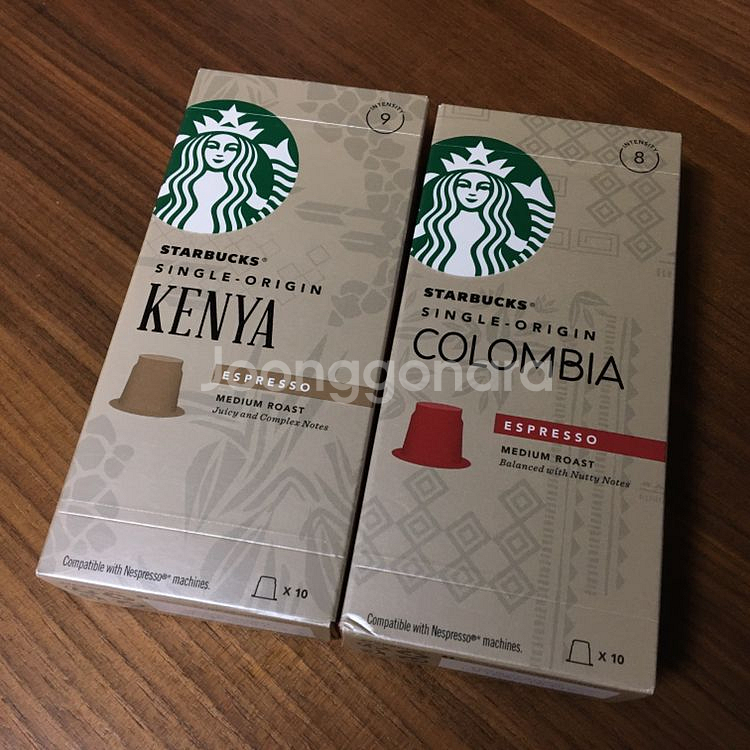 INTENSITY
9
STARBUCKS®
SINGLE-ORIGIN
KENYA
ESPRESSO
MEDIUM ROAST
Juicy and Complex Notes
Compatible with Nespresso®* machines.
X 10
INTENSITY
8
STARBUCKS®
SINGLE-ORIGIN
COLOMBIA
ESPRESSO
MEDIUM ROAST
Balanced with Nutty Notes
Compatible with Nespresso®* machines.
X 10
Joonggonara